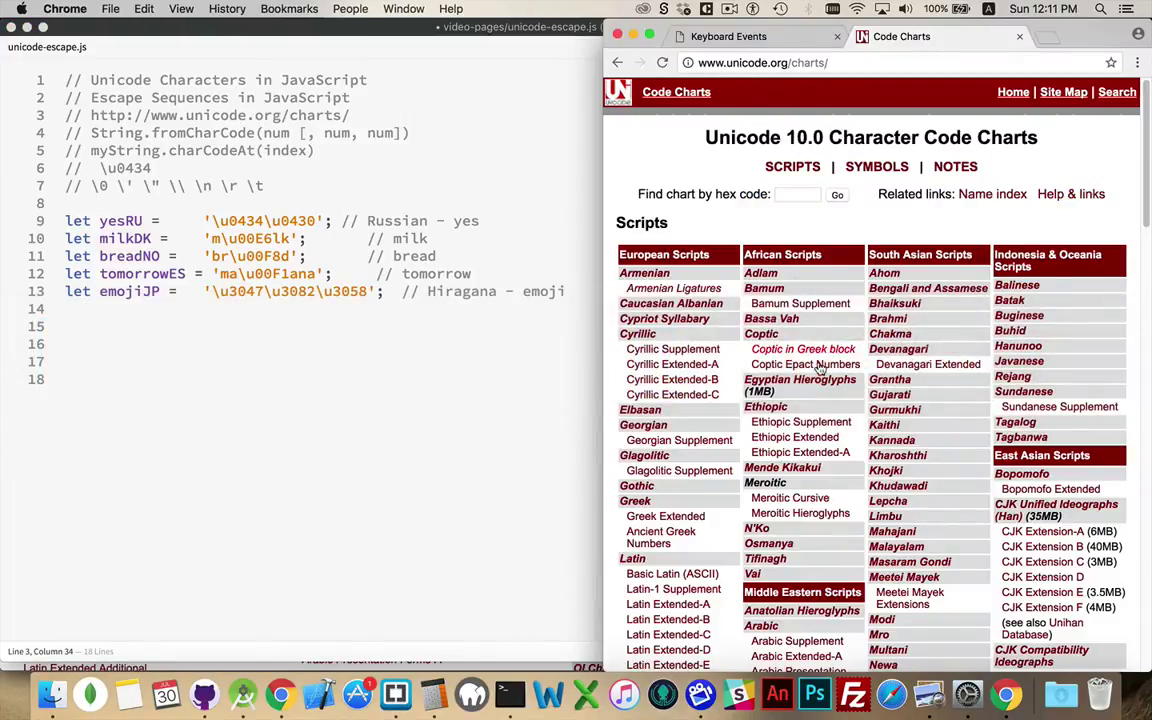 Chrome File Edit View History Bookmarks People Window Help
100% Sun 12:11 PM
video-pages/unicode-escape.js
unicode-escape.js
1 // Unicode Characters in JavaScript
2 // Escape Sequences in JavaScript
3 // http://www.unicode.org/charts/
4 // String.fromCharCode(num [, num, num])
5 // myString.charCodeAt(index)
6 // \u0434
7 // \0 \' \" \\ \n \r \t
8
9 let yesRU = '\u0434\u0430'; // Russian - yes
10 let milkDK = 'm\u00E6lk'; // milk
11 let breadNO = 'br\u00F8d'; // bread
12 let tomorrowES = 'ma\u00F1ana'; // tomorrow
13 let emojiJP = '\u3047\u3082\u3058'; // Hiragana - emoji
14
15
16
17
18
Line 3, Column 34 — 18 Lines
Latin Extended Additional
Keyboard Events
Code Charts
www.unicode.org/charts/
Code Charts
Home | Site Map | Search
Unicode 10.0 Character Code Charts
SCRIPTS | SYMBOLS | NOTES
Find chart by hex code: Go Related links: Name index Help & links
Scripts
European Scripts
Armenian
Armenian Ligatures
Caucasian Albanian
Cypriot Syllabary
Cyrillic
Cyrillic Supplement
Cyrillic Extended-A
Cyrillic Extended-B
Cyrillic Extended-C
Elbasan
Georgian
Georgian Supplement
Glagolitic
Glagolitic Supplement
Gothic
Greek
Greek Extended
Ancient Greek
Numbers
Latin
Basic Latin (ASCII)
Latin-1 Supplement
Latin Extended-A
Latin Extended-B
Latin Extended-C
Latin Extended-D
Latin Extended-E
African Scripts
Adlam
Bamum
Bamum Supplement
Bassa Vah
Coptic
Coptic in Greek block
Coptic Epact Numbers
Egyptian Hieroglyphs
(1MB)
Ethiopic
Ethiopic Supplement
Ethiopic Extended
Ethiopic Extended-A
Mende Kikakui
Meroitic
Meroitic Cursive
Meroitic Hieroglyphs
N'Ko
Osmanya
Tifinagh
Vai
Middle Eastern Scripts
Anatolian Hieroglyphs
Arabic
Arabic Supplement
Arabic Extended-A
Arabic Presentation
South Asian Scripts
Ahom
Bengali and Assamese
Bhaiksuki
Brahmi
Chakma
Devanagari
Devanagari Extended
Grantha
Gujarati
Gurmukhi
Kaithi
Kannada
Kharoshthi
Khojki
Khudawadi
Lepcha
Limbu
Mahajani
Malayalam
Masaram Gondi
Meetei Mayek
Meetei Mayek
Extensions
Modi
Mro
Multani
Newa
Indonesia & Oceania
Scripts
Balinese
Batak
Buginese
Buhid
Hanunoo
Javanese
Rejang
Sundanese
Sundanese Supplement
Tagalog
Tagbanwa
East Asian Scripts
Bopomofo
Bopomofo Extended
CJK Unified Ideographs
(Han) (35MB)
CJK Extension-A (6MB)
CJK Extension B (40MB)
CJK Extension C (3MB)
CJK Extension D
CJK Extension E (3.5MB)
CJK Extension F (4MB)
(see also Unihan
Database)
CJK Compatibility
Ideographs